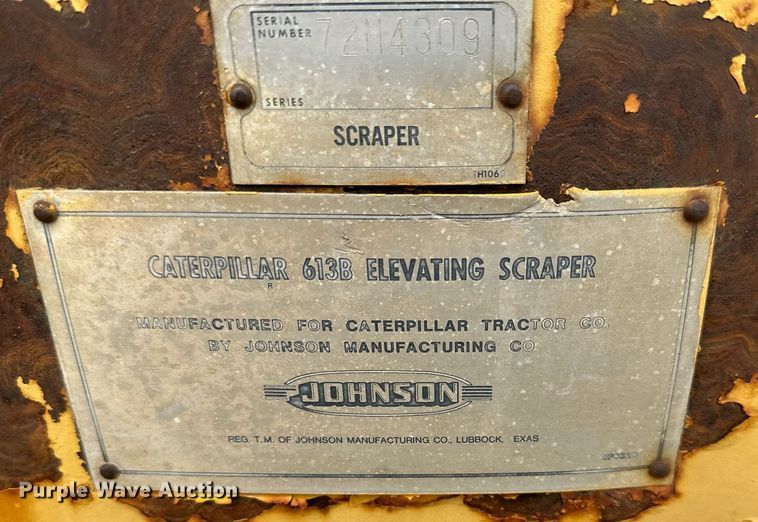 SERIAL
NUMBER 72M4309
SERIES
SCRAPER
CATERPILLAR 613B ELEVATING SCRAPER
R
MANUFACTURED FOR CATERPILLAR TRACTOR CO.
BY JOHNSON MANUFACTURING CO
JOHNSON
REG. T.M. OF JOHNSON MANUFACTURING CO., LUBBOCK, EXAS
Purple Wave Auction